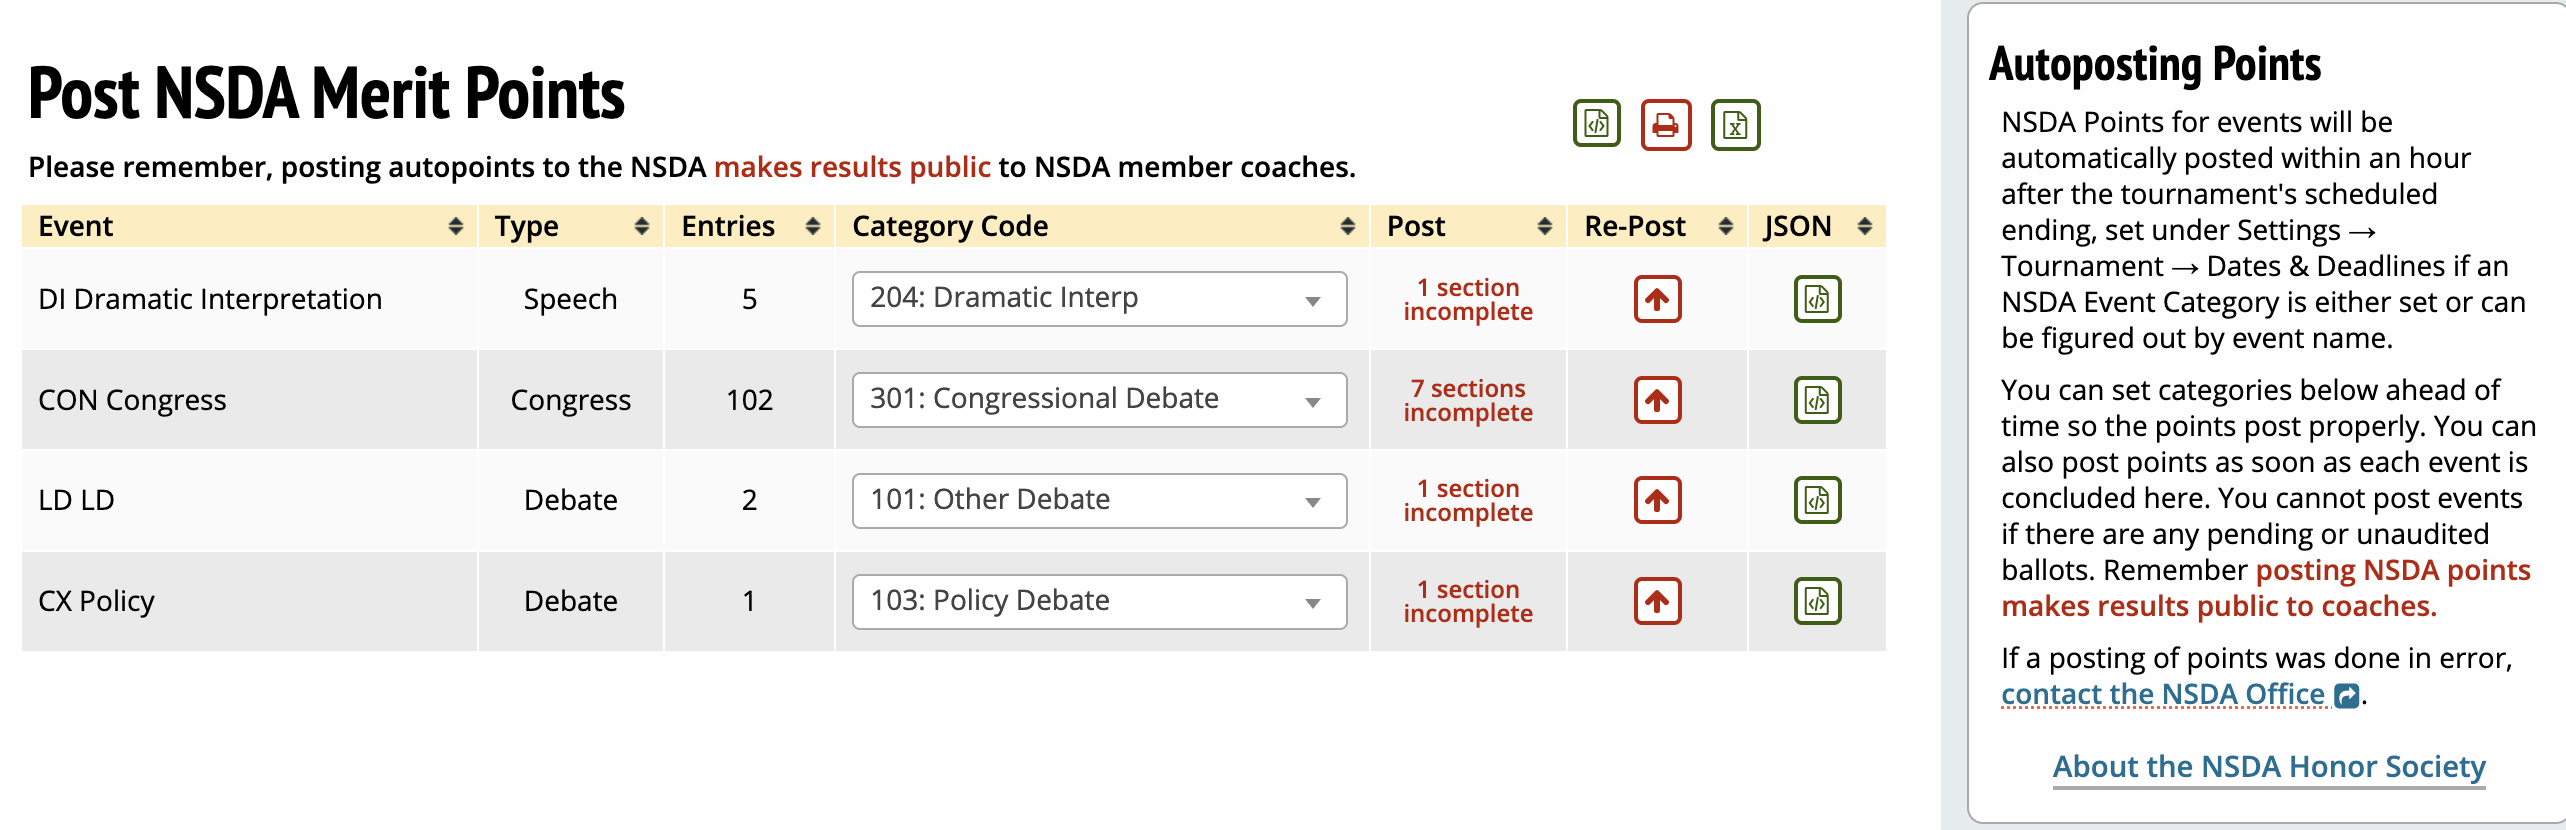 Post NSDA Merit Points
Please remember, posting autopoints to the NSDA makes results public to NSDA member coaches.
Event Type Entries Category Code Post Re-Post JSON
DI Dramatic Interpretation Speech 5 204: Dramatic Interp 1 section
incomplete
CON Congress Congress 102 301: Congressional Debate 7 sections
incomplete
LD LD Debate 2 101: Other Debate 1 section
incomplete
CX Policy Debate 1 103: Policy Debate 1 section
incomplete
Autoposting Points
NSDA Points for events will be
automatically posted within an hour
after the tournament's scheduled
ending, set under Settings →
Tournament → Dates & Deadlines if an
NSDA Event Category is either set or can
be figured out by event name.
You can set categories below ahead of
time so the points post properly. You can
also post points as soon as each event is
concluded here. You cannot post events
if there are any pending or unaudited
ballots. Remember posting NSDA points
makes results public to coaches.
If a posting of points was done in error,
contact the NSDA Office.
About the NSDA Honor Society